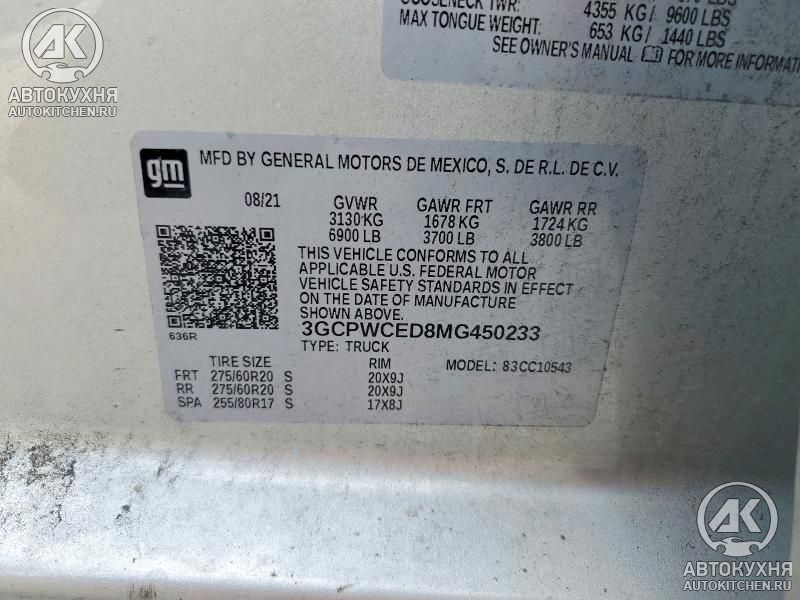 4355 KG/ 9600 LBS
MAX TONGUE WEIGHT: 653 KG/ 1440 LBS
SEE OWNER'S MANUAL FOR MORE INFORMAT
AK
АВТОКУХНЯ
AUTOKITCHEN.RU
gm
MFD BY GENERAL MOTORS DE MEXICO, S. DE R.L. DE C.V.
08/21 GVWR GAWR FRT GAWR RR
3130 KG 1678 KG 1724 KG
6900 LB 3700 LB 3800 LB
THIS VEHICLE CONFORMS TO ALL
APPLICABLE U.S. FEDERAL MOTOR
VEHICLE SAFETY STANDARDS IN EFFECT
ON THE DATE OF MANUFACTURE
SHOWN ABOVE.
636R
3GCPWCED8MG450233
TYPE: TRUCK MODEL: 83CC10543
TIRE SIZE RIM
FRT 275/60R20 S 20X9J
RR 275/60R20 S 20X9J
SPA 255/80R17 S 17X8J
AK
АВТОКУХНЯ
AUTOKITCHEN.RU